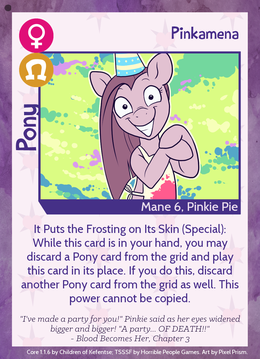 Pinkamena
Pony
Mane 6, Pinkie Pie
It Puts the Frosting on Its Skin (Special):
While this card is in your hand, you may
discard a Pony card from the grid and play
this card in its place. If you do this, discard
another Pony card from the grid as well. This
power cannot be copied.
"I've made a party for you!" Pinkie said as her eyes widened
bigger and bigger! "A party... OF DEATH!!"
- Blood Becomes Her, Chapter 3
Core 1.1.6 by Children of Kefentse; TSSSF by Horrible People Games. Art by Pixel Prism.